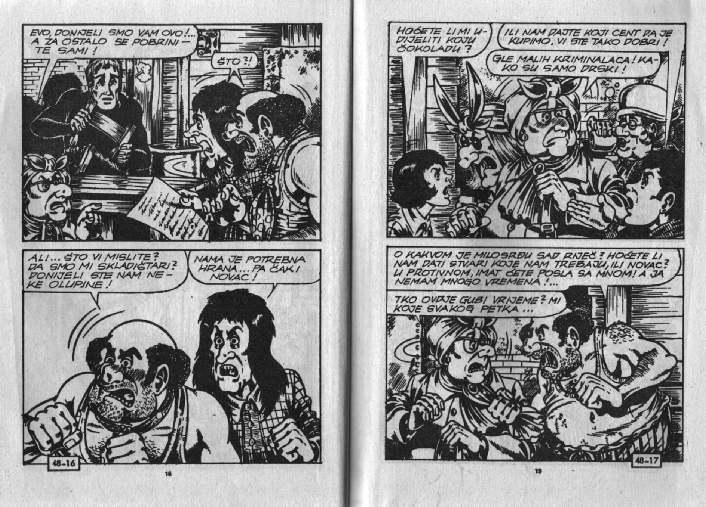 EVO, DONIJELI SMO VAM OVO!...
A ZA OSTALO SE POBRINI-
TE SAMI!
ŠTO?!
ALI... ŠTO VI MISLITE?
DA SMO MI SKLADIŠTARI?
DONIJELI STE NAM NE-
KE OLUPINE!
NAMA JE POTREBNA
HRANA... PA ČAK I
NOVAC!
48-16
18
HOĆETE LI MI U-
DIJELITI KOJU
ČOKOLADU?
ILI NAM DAJTE KOJI CENT DA JE
KUPIMO, VI STE TAKO DOBRI!
GLE MALIH KRIMINALACA! KA-
KO SU SAMO DRSKI!
O KAKVOM JE MILOSRĐU SAD RIJEČ? HOĆETE LI
NAM DATI STVARI KOJE NAM TREBAJU, ILI NOVAC?
U PROTIVNOM, IMAT ĆETE POSLA SA MNOM! A JA
NEMAM MNOGO VREMENA!...
TKO OVDJE GUBI VRIJEME? MI
KOJE SVAKOG PETKA...
48-17
19